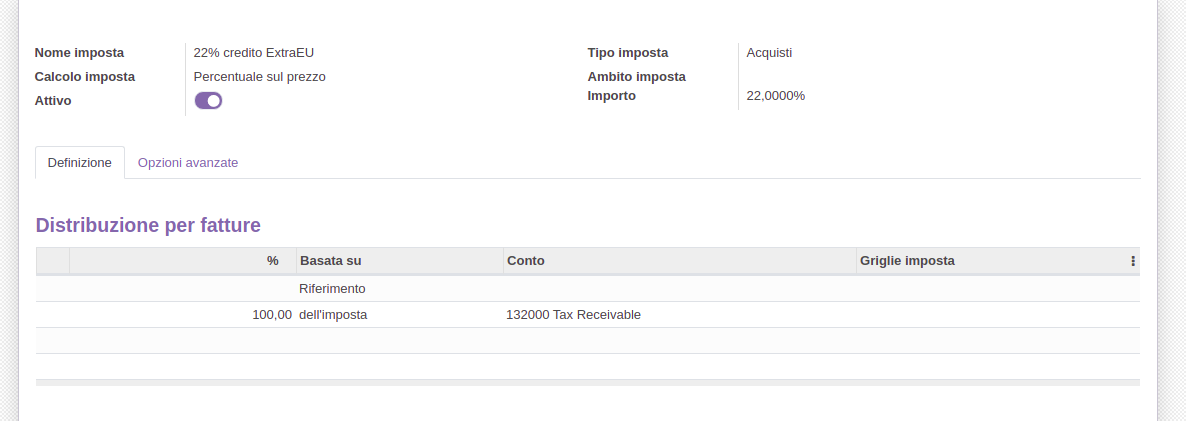 Nome imposta 22% credito ExtraEU Tipo imposta Acquisti
Calcolo imposta Percentuale sul prezzo Ambito imposta
Attivo Importo 22,0000%
Definizione Opzioni avanzate
Distribuzione per fatture
% Basata su Conto Griglie imposta
Riferimento
100,00 dell'imposta 132000 Tax Receivable